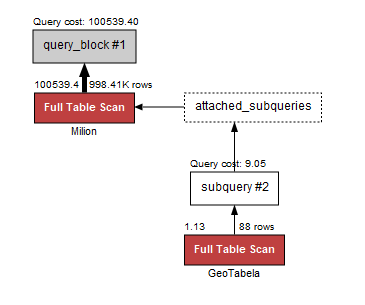 Query cost: 100539.40
query_block #1
100539.4 998.41K rows
Full Table Scan
Milion
attached_subqueries
Query cost: 9.05
subquery #2
1.13 88 rows
Full Table Scan
GeoTabela